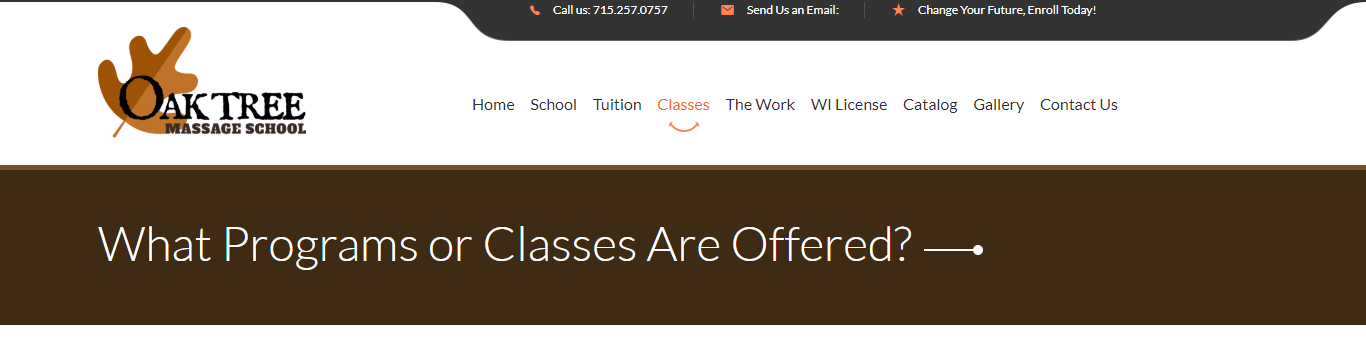 Call us: 715.257.0757 Send Us an Email: Change Your Future, Enroll Today!
OAK TREE
MASSAGE SCHOOL
Home School Tuition Classes The Work WI License Catalog Gallery Contact Us
What Programs or Classes Are Offered?